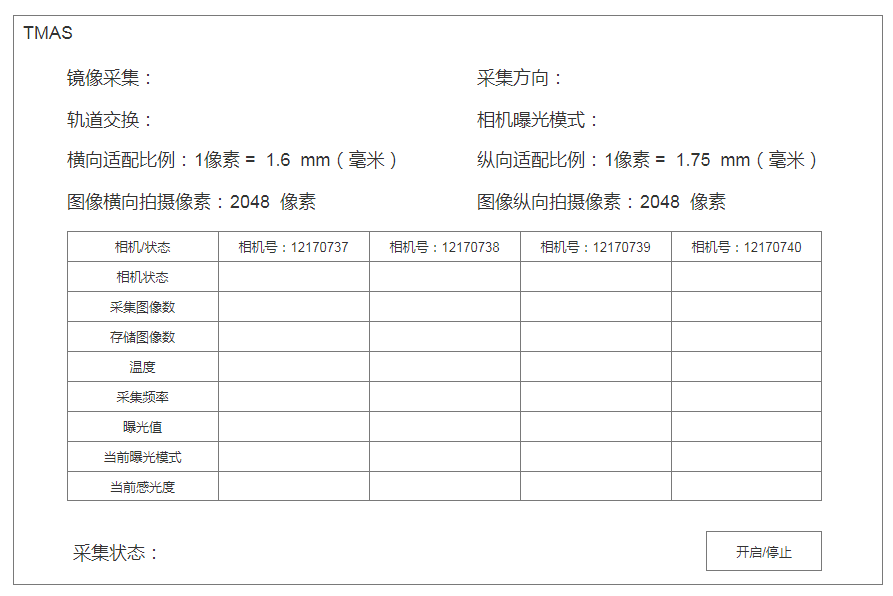 TMAS
镜像采集： 采集方向：
轨道交换： 相机曝光模式：
横向适配比例：1像素 = 1.6 mm（毫米） 纵向适配比例：1像素 = 1.75 mm（毫米）
图像横向拍摄像素：2048 像素 图像纵向拍摄像素：2048 像素
相机/状态 相机号：12170737 相机号：12170738 相机号：12170739 相机号：12170740
相机状态
采集图像数
存储图像数
温度
采集频率
曝光值
当前曝光模式
当前感光度
采集状态： 开启/停止